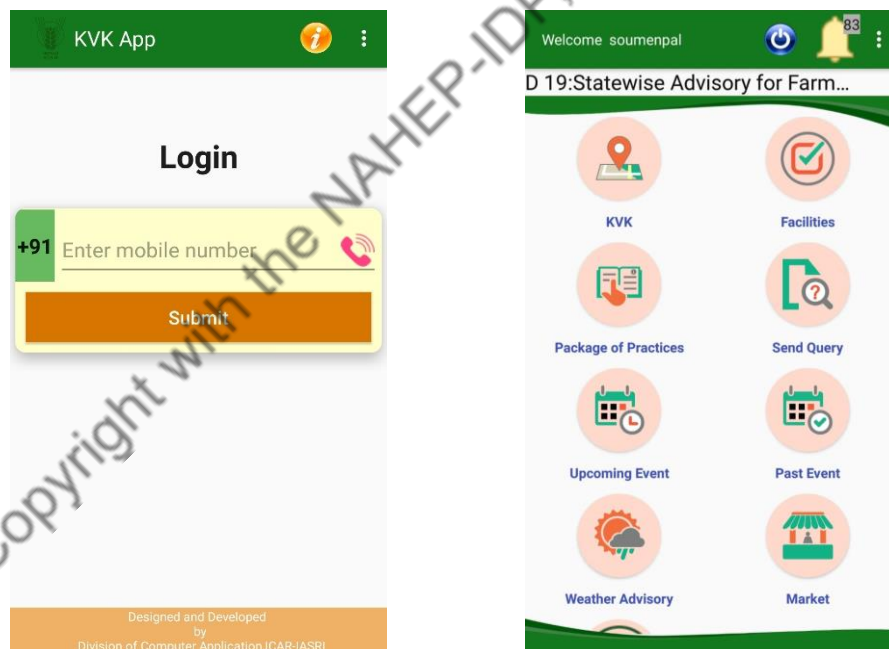 KVK App
Login
+91 Enter mobile number
Submit
Designed and Developed
by
Division of Computer Application ICAR-IASRI
Welcome soumenpal
83
D 19:Statewise Advisory for Farm...
KVK
Facilities
Package of Practices
Send Query
Upcoming Event
Past Event
Weather Advisory
Market
opyright with the NAHEP-IDP,